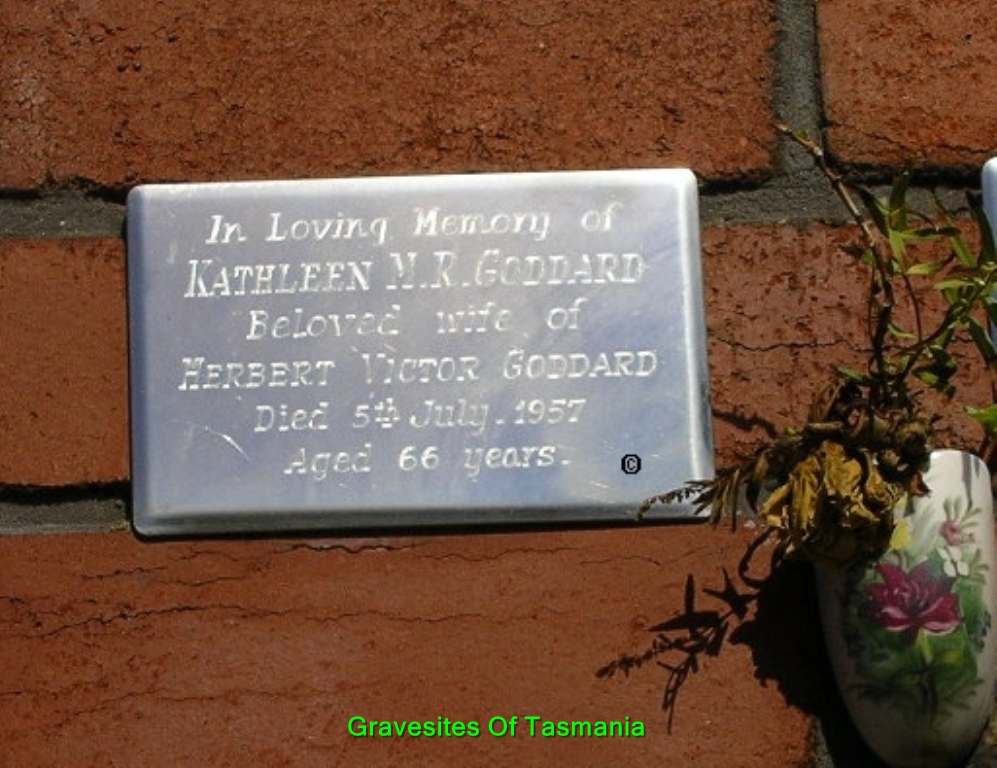 In Loving Memory of
KATHLEEN M.R. GODDARD
Beloved wife of
HERBERT VICTOR GODDARD
Died 5th July. 1957
Aged 66 years.
©
Gravesites Of Tasmania